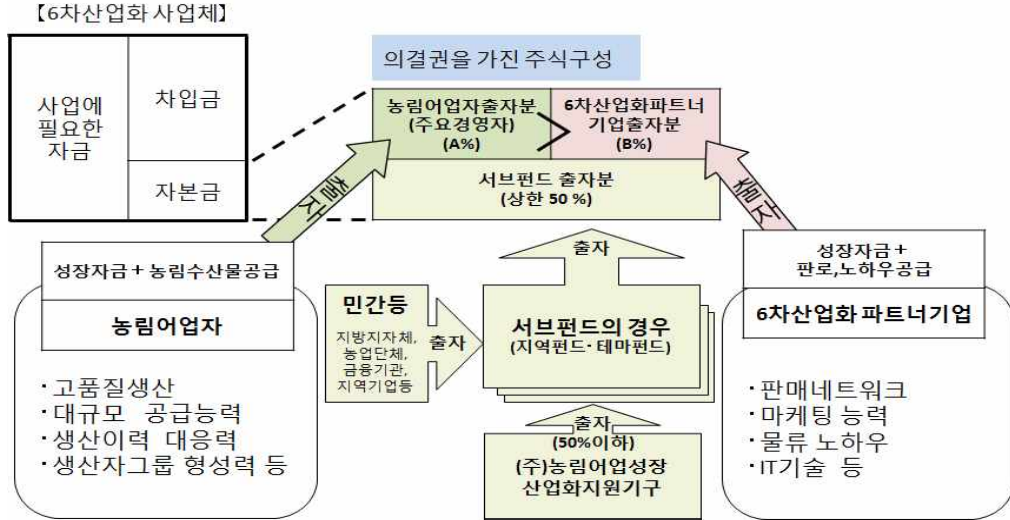 【6차산업화 사업체】
사업에
필요한
자금
차입금
자본금
의결권을 가진 주식구성
농림어업자출자분
(주요경영자)
(A%)
>
6차산업화파트너
기업출자분
(B%)
서브펀드 출자분
(상한 50 %)
출자
출자
성장자금 + 농림수산물공급
농림어업자
· 고품질생산
· 대규모 공급능력
· 생산이력 대응력
· 생산자그룹 형성력 등
민간등
지방지자체,
농업단체,
금융기관,
지역기업등
출자
출자
서브펀드의 경우
(지역펀드· 테마펀드)
출자
(50%이하)
(주)농림어업성장
산업화지원기구
성장자금 +
판로,노하우공급
6차산업화 파트너기업
· 판매네트워크
· 마케팅 능력
· 물류 노하우
· IT기술 등